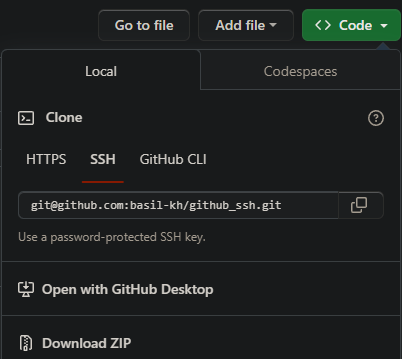 Go to file Add file <> Code
Local Codespaces
Clone
HTTPS SSH GitHub CLI
git@github.com:basil-kh/github_ssh.git
Use a password-protected SSH key.
Open with GitHub Desktop
Download ZIP